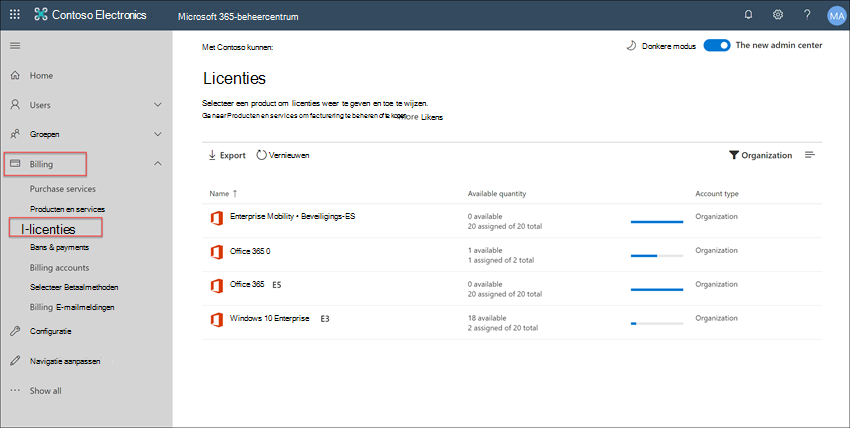 Contoso Electronics
Microsoft 365-beheercentrum
MA
Home
Users
Groepen
Billing
Purchase services
Producten en services
I-licenties
Bans & payments
Billing accounts
Selecteer Betaalmethoden
Billing E-mailmeldingen
Configuratie
Navigatie aanpassen
Show all
Met Contoso kunnen:
Donkere modus
The new admin center
Licenties
Selecteer een product om licenties weer te geven en toe te wijzen.
Ga naar Producten en services om facturering te beheren of te kopen more Likens
Export
Vernieuwen
Organization
Name ↑
Available quantity
Account type
Enterprise Mobility • Beveiligings-ES
0 available
20 assigned of 20 total
Organization
Office 365 0
1 available
1 assigned of 2 total
Organization
Office 365 E5
0 available
20 assigned of 20 total
Organization
Windows 10 Enterprise E3
18 available
2 assigned of 20 total
Organization